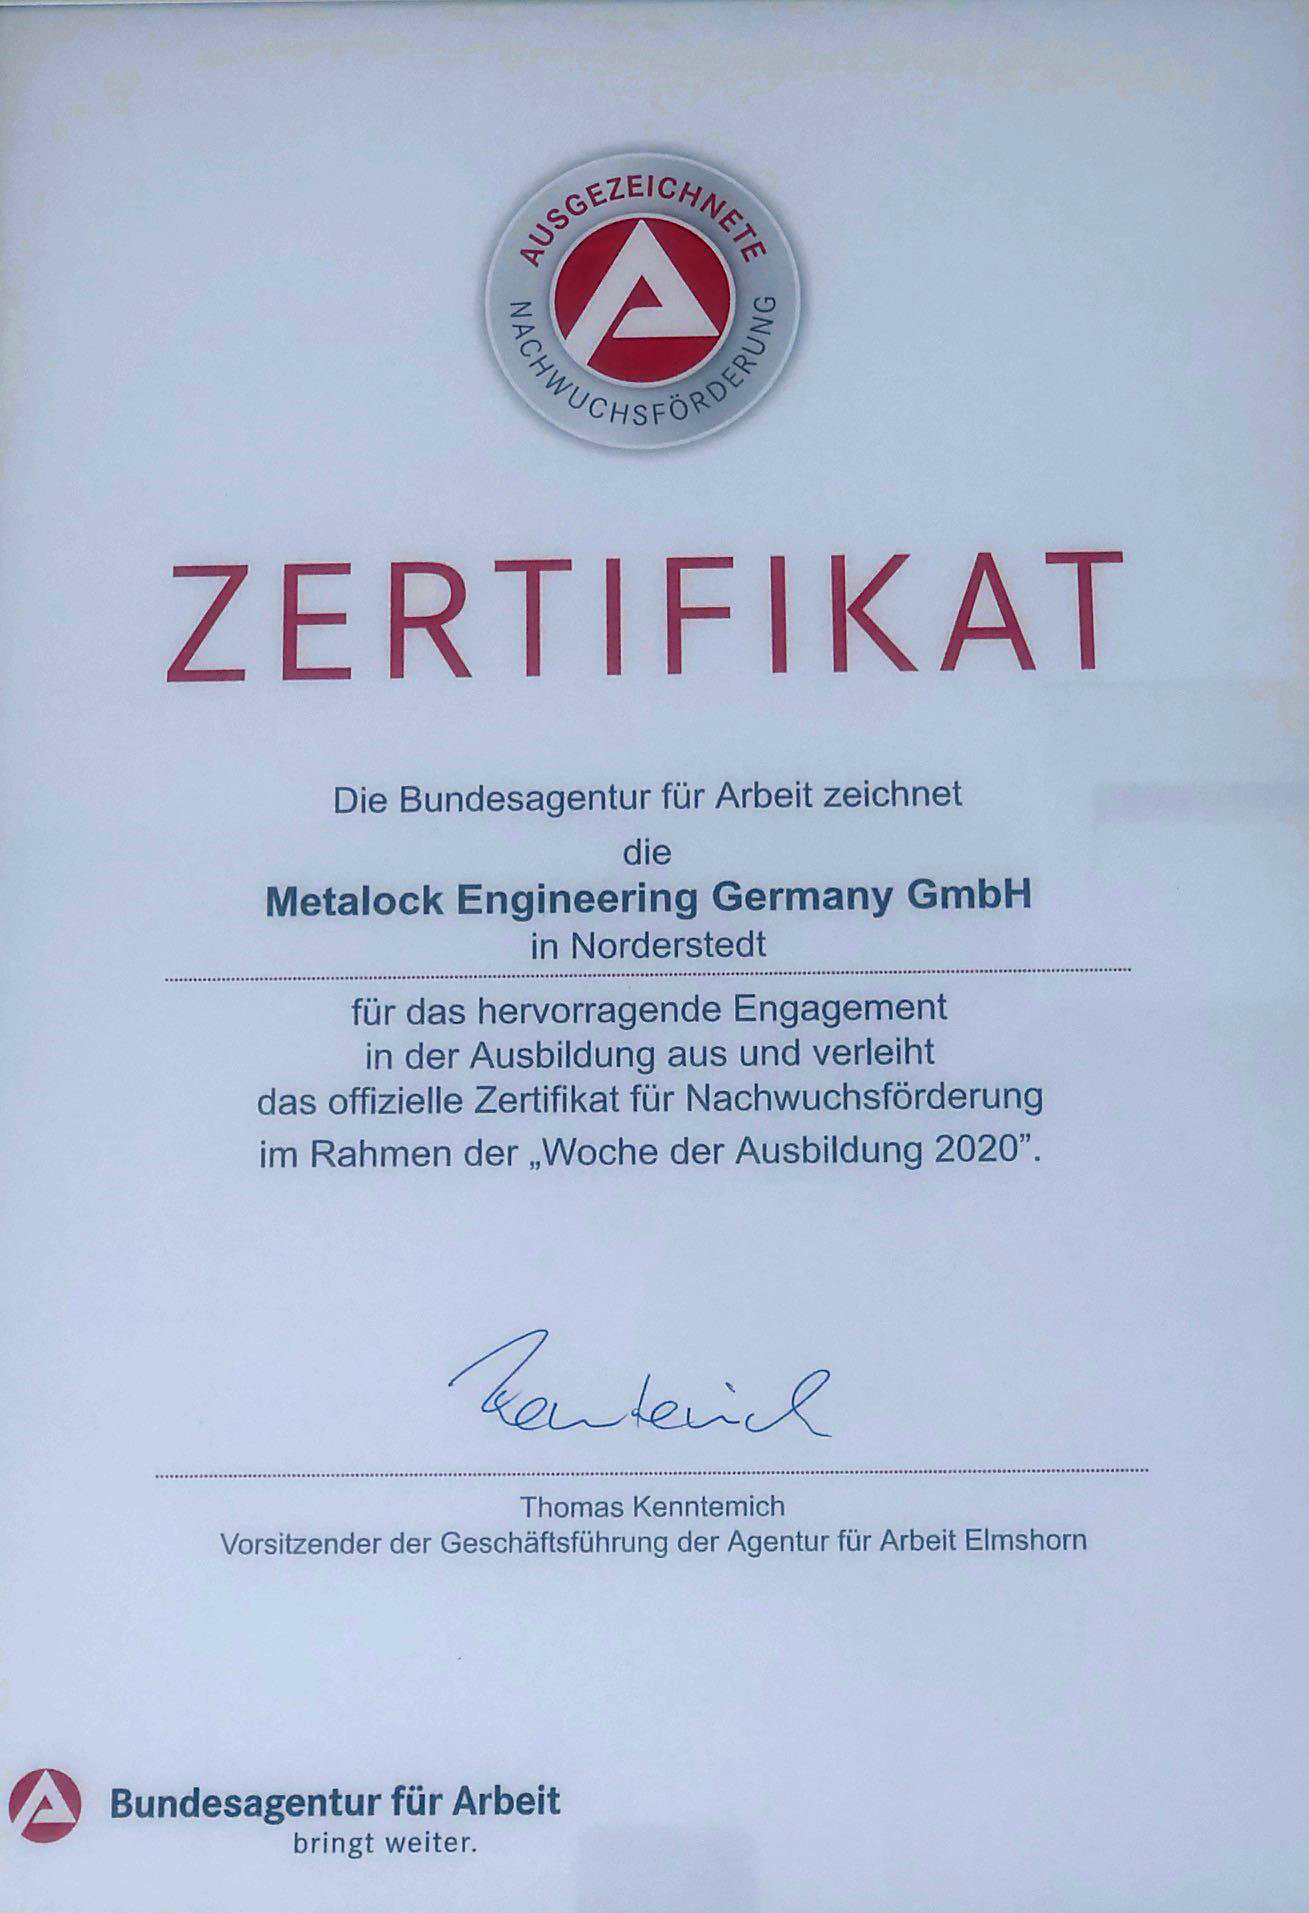 AUSGEZEICHNETE
NACHWUCHSFÖRDERUNG
ZERTIFIKAT
Die Bundesagentur für Arbeit zeichnet
die
Metalock Engineering Germany GmbH
in Norderstedt
für das hervorragende Engagement
in der Ausbildung aus und verleiht
das offizielle Zertifikat für Nachwuchsförderung
im Rahmen der „Woche der Ausbildung 2020”.
Kenntemich
Thomas Kenntemich
Vorsitzender der Geschäftsführung der Agentur für Arbeit Elmshorn
Bundesagentur für Arbeit
bringt weiter.